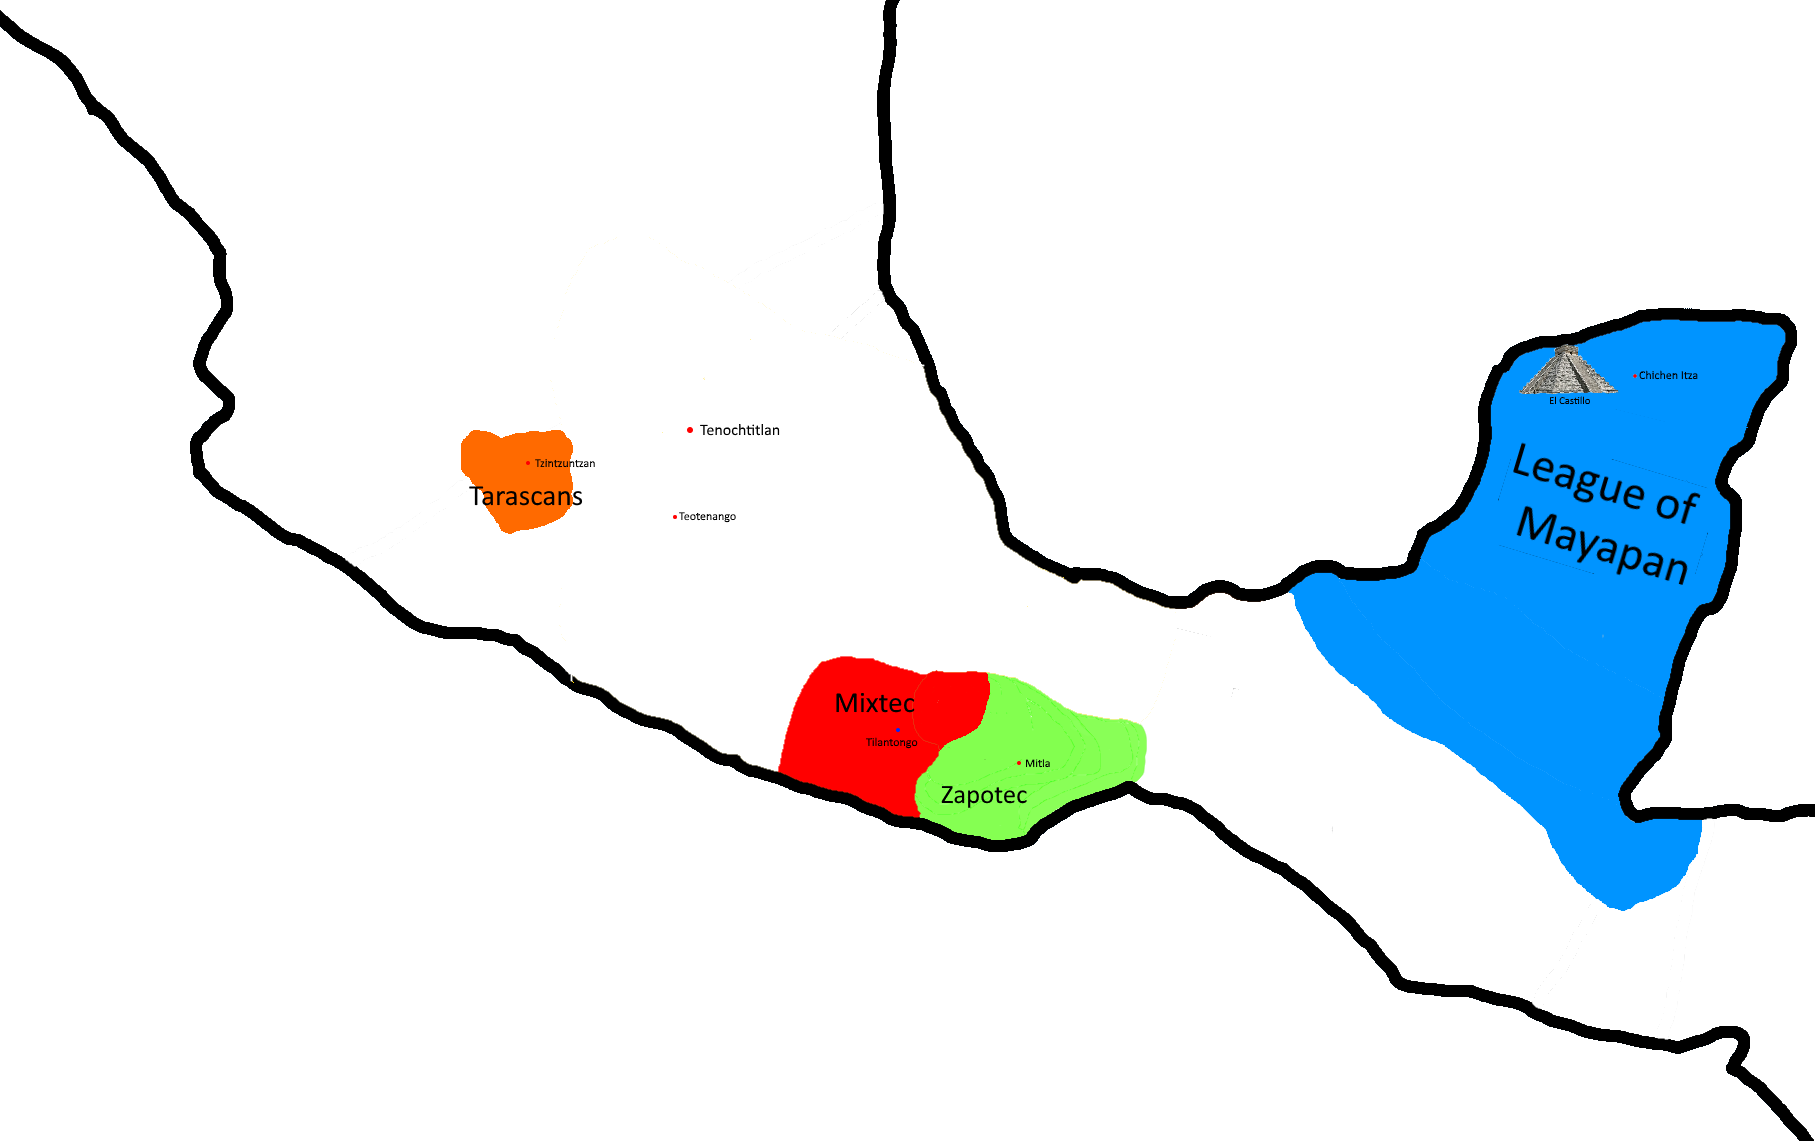 Tenochtitlan
Tzintzuntzan
Tarascans
Teotenango
Mixtec
Tilantongo
Mitla
Zapotec
Chichen Itza
El Castillo
League of
Mayapan